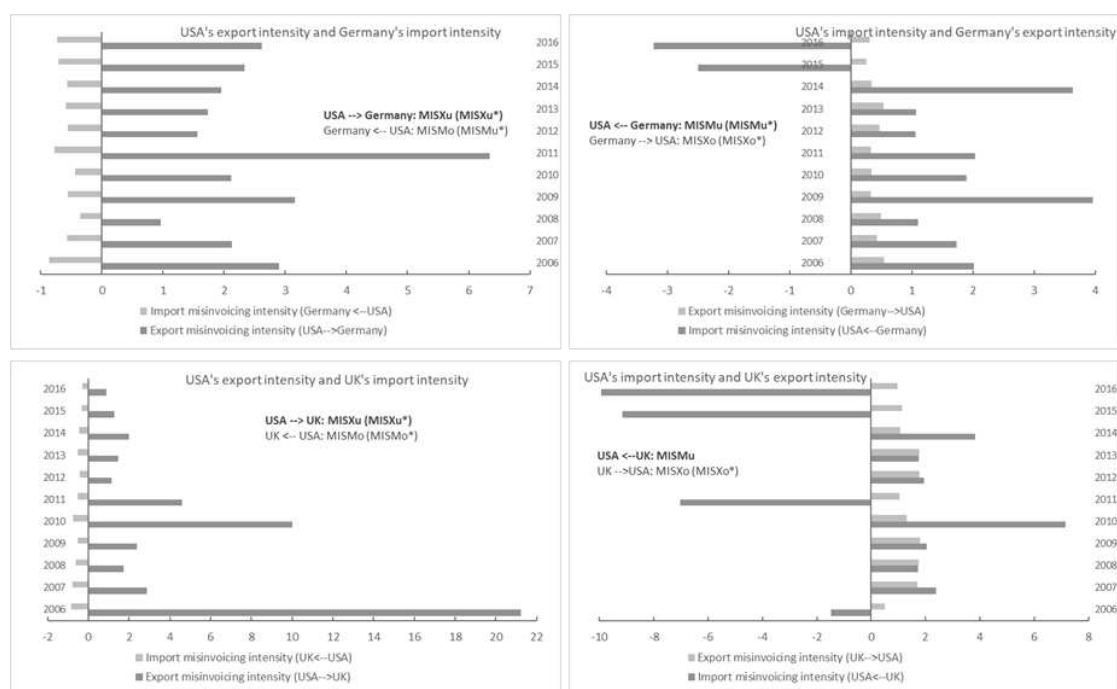 USA's export intensity and Germany's import intensity
2016
2015
2014
2013
2012
2011
2010
2009
2008
2007
2006
USA --> Germany: MISXu (MISXu*)
Germany <-- USA: MISMo (MISMu*)
-1 0 1 2 3 4 5 6 7
Import misinvoicing intensity (Germany <--USA)
Export misinvoicing intensity (USA-->Germany)
USA's import intensity and Germany's export intensity
2016
2015
2014
2013
2012
2011
2010
2009
2008
2007
2006
USA <-- Germany: MISMu (MISMu*)
Germany --> USA: MISXo (MISXo*)
-4 -3 -2 -1 0 1 2 3 4
Export misinvoicing intensity (Germany-->USA)
Import misinvoicing intensity (USA<--Germany)
USA's export intensity and UK's import intensity
2016
2015
2014
2013
2012
2011
2010
2009
2008
2007
2006
USA --> UK: MISXu (MISXu*)
UK <-- USA: MISMo (MISMo*)
-2 0 2 4 6 8 10 12 14 16 18 20 22
Import misinvoicing intensity (UK<--USA)
Export misinvoicing intensity (USA-->UK)
USA's import intensity and UK's export intensity
2016
2015
2014
2013
2012
2011
2010
2009
2008
2007
2006
USA <--UK: MISMu
UK -->USA: MISXo (MISXo*)
-10 -8 -6 -4 -2 0 2 4 6 8
Export misinvoicing intensity (UK-->USA)
Import misinvoicing intensity (USA<--UK)